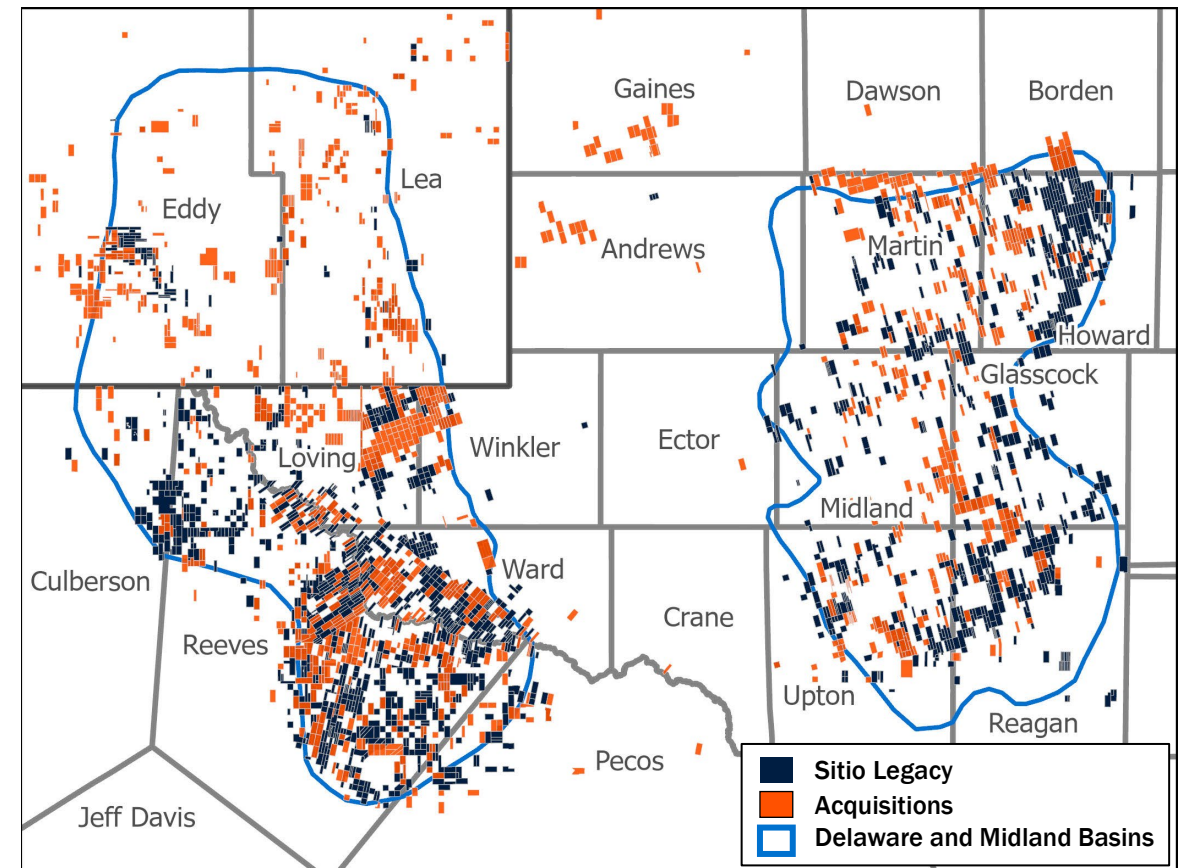 Gaines
Dawson
Borden
Lea
Eddy
Andrews
Martin
Howard
Glasscock
Loving
Winkler
Ector
Midland
Culberson
Ward
Reeves
Crane
Upton
Reagan
Pecos
Jeff Davis
Sitio Legacy
Acquisitions
Delaware and Midland Basins